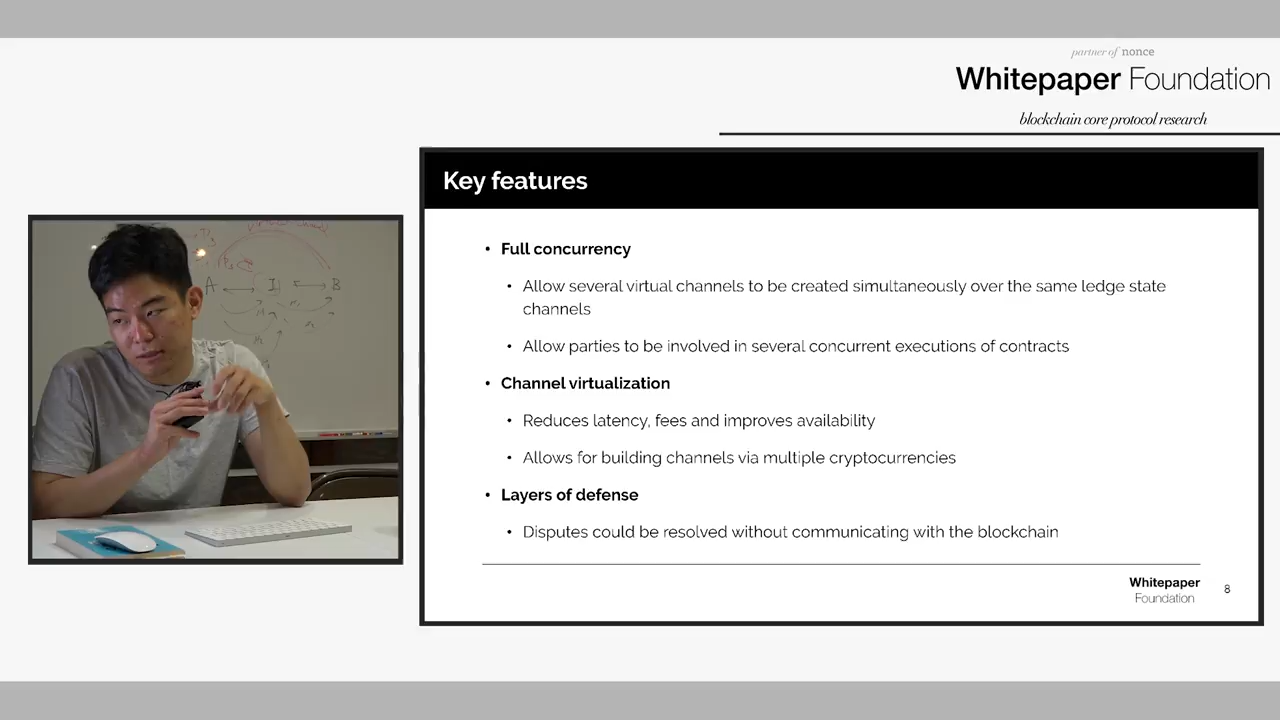 partner of nonce
Whitepaper Foundation
blockchain core protocol research
Key features
• Full concurrency
• Allow several virtual channels to be created simultaneously over the same ledge state
channels
• Allow parties to be involved in several concurrent executions of contracts
• Channel virtualization
• Reduces latency, fees and improves availability
• Allows for building channels via multiple cryptocurrencies
• Layers of defense
• Disputes could be resolved without communicating with the blockchain
Whitepaper
Foundation
8
A
I
B